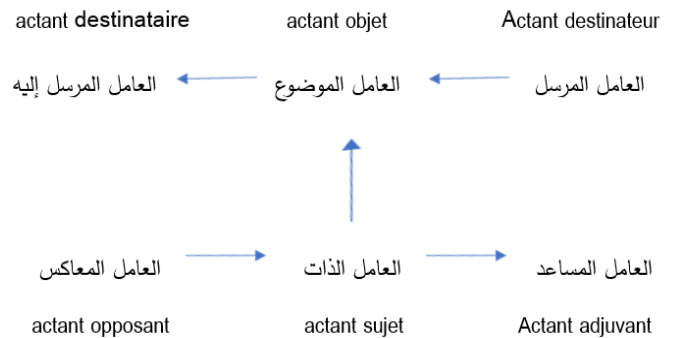 actant destinataire actant objet Actant destinateur
العامل المرسل العامل الموضوع العامل المرسل إليه
العامل المساعد العامل الذات العامل المعاكس
actant opposant actant sujet Actant adjuvant